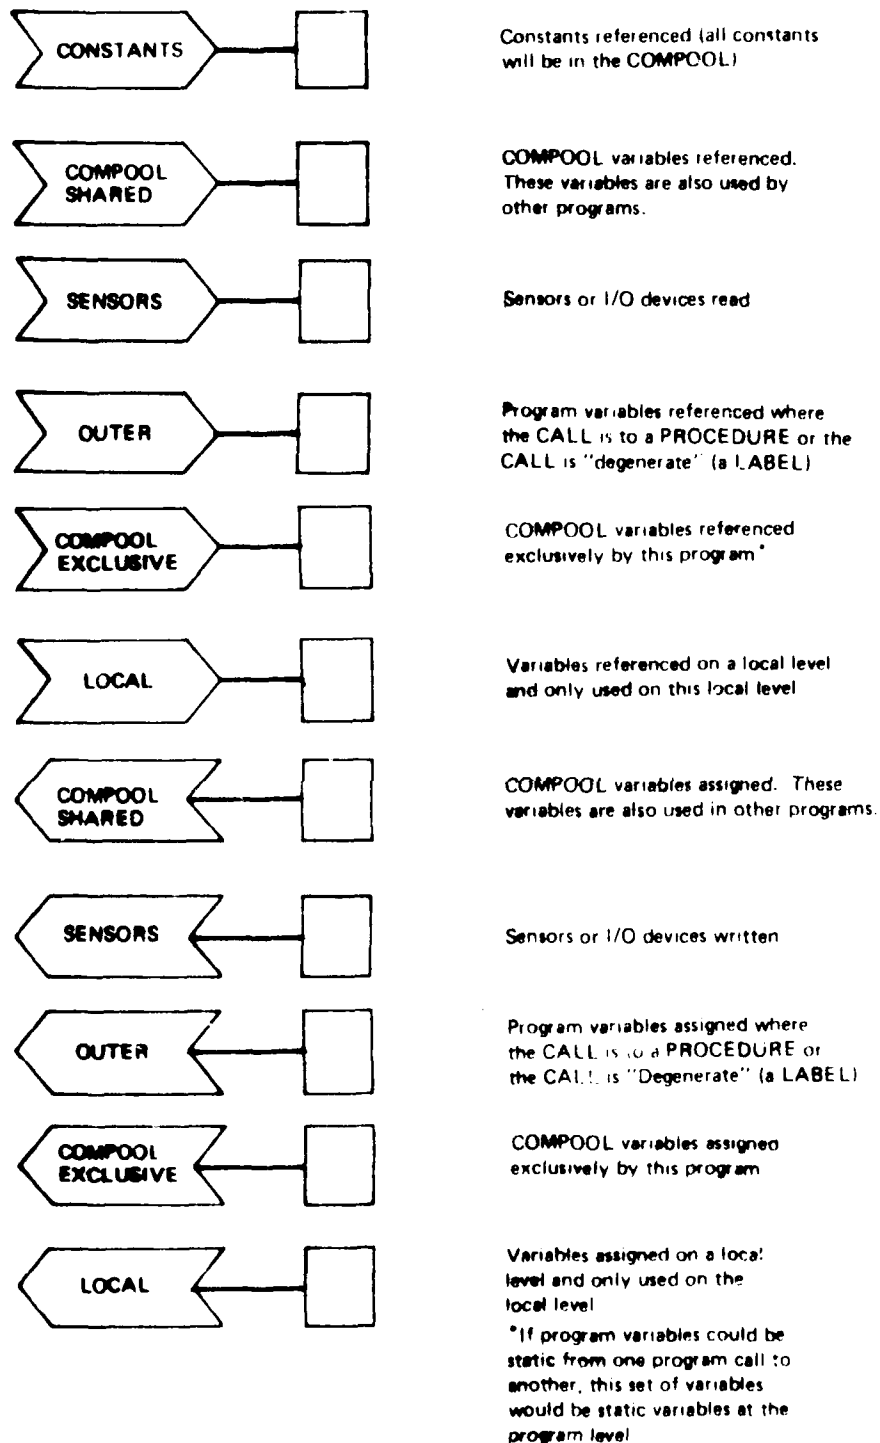 CONSTANTS
Constants referenced (all constants
will be in the COMPOOL)
COMPOOL
SHARED
COMPOOL variables referenced.
These variables are also used by
other programs.
SENSORS
Sensors or I/O devices read
OUTER
Program variables referenced where
the CALL is to a PROCEDURE or the
CALL is "degenerate" (a LABEL)
COMPOOL
EXCLUSIVE
COMPOOL variables referenced
exclusively by this program*
LOCAL
Variables referenced on a local level
and only used on this local level
COMPOOL
SHARED
COMPOOL variables assigned. These
variables are also used in other programs.
SENSORS
Sensors or I/O devices written
OUTER
Program variables assigned where
the CALL is to a PROCEDURE or
the CALL is "Degenerate" (a LABEL)
COMPOOL
EXCLUSIVE
COMPOOL variables assigned
exclusively by this program
LOCAL
Variables assigned on a local
level and only used on the
local level
*If program variables could be
static from one program call to
another, this set of variables
would be static variables at the
program level